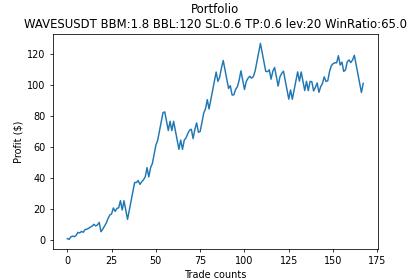 Portfolio
WAVESUSDT BBM:1.8 BBL:120 SL:0.6 TP:0.6 lev:20 WinRatio:65.0
120
100
80
60
40
20
0
Profit ($)
0 25 50 75 100 125 150 175
Trade counts